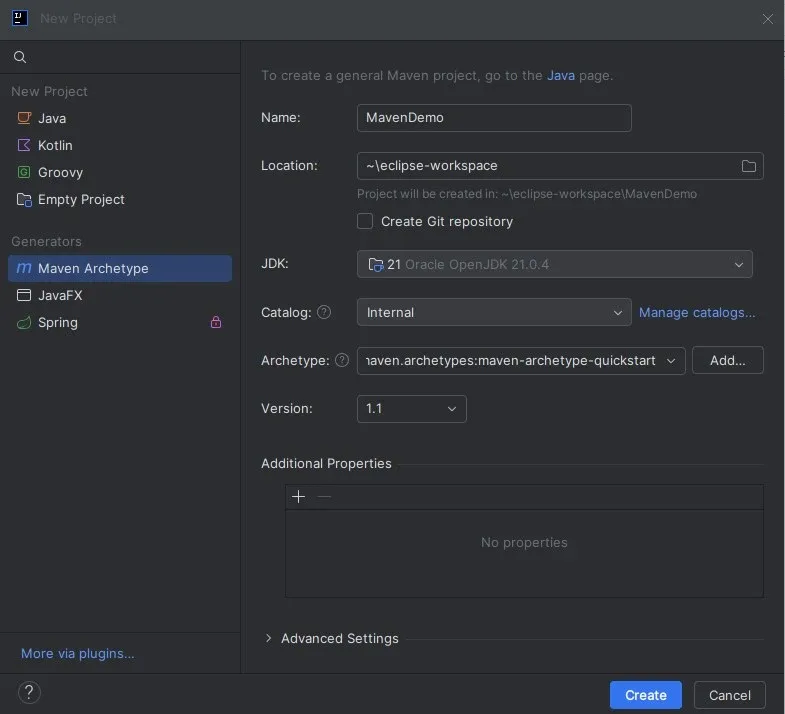 New Project
New Project
Java
Kotlin
Groovy
Empty Project
Generators
Maven Archetype
JavaFX
Spring
More via plugins...
To create a general Maven project, go to the Java page.
Name: MavenDemo
Location: ~\eclipse-workspace
Project will be created in: ~\eclipse-workspace\MavenDemo
Create Git repository
JDK: 21 Oracle OpenJDK 21.0.4
Catalog: ? Internal Manage catalogs...
Archetype: ? naven.archetypes:maven-archetype-quickstart Add...
Version: 1.1
Additional Properties
No properties
Advanced Settings
? Create Cancel